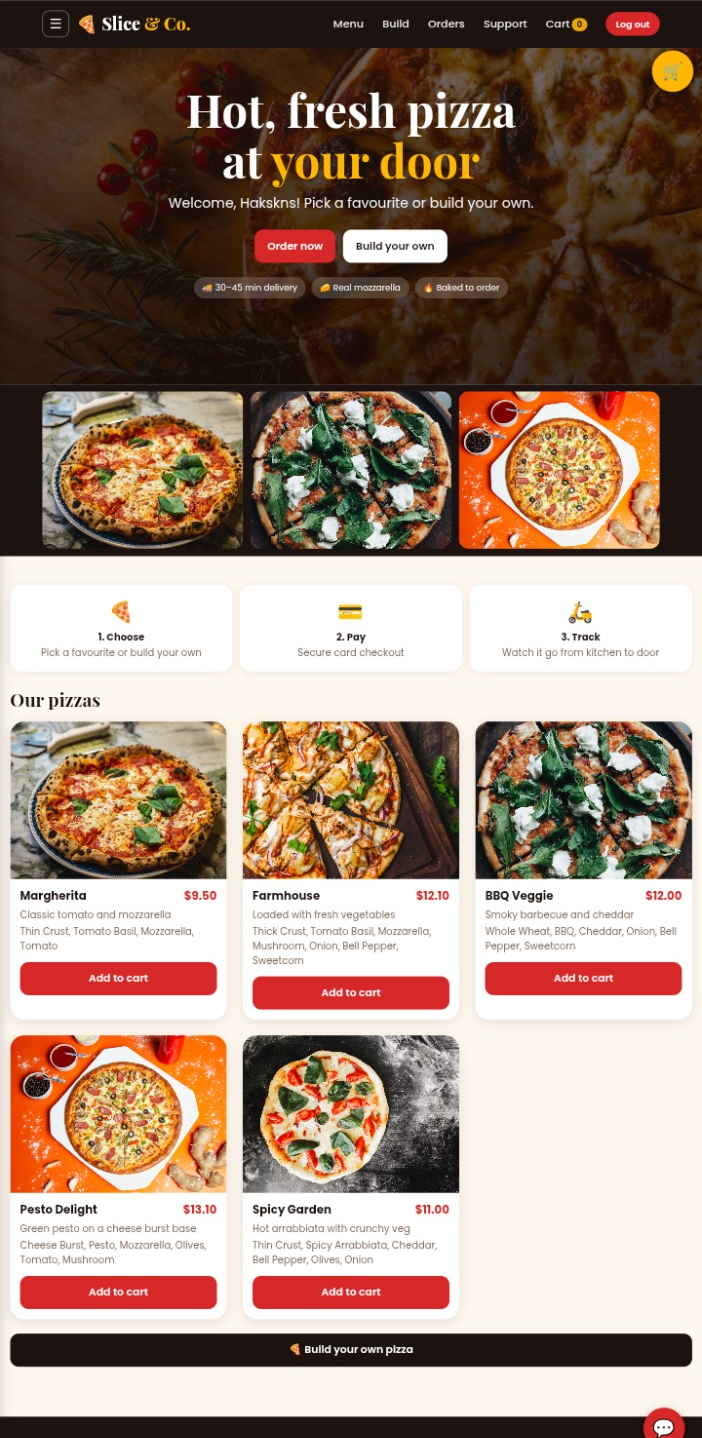 Slice & Co.
Menu Build Orders Support Cart 0 Log out
Hot, fresh pizza
at your door
Welcome, Hakskns! Pick a favourite or build your own.
Order now Build your own
30–45 min delivery Real mozzarella Baked to order
1. Choose
Pick a favourite or build your own
2. Pay
Secure card checkout
3. Track
Watch it go from kitchen to door
Our pizzas
Margherita $9.50
Classic tomato and mozzarella
Thin Crust, Tomato Basil, Mozzarella,
Tomato
Add to cart
Farmhouse $12.10
Loaded with fresh vegetables
Thick Crust, Tomato Basil, Mozzarella,
Mushroom, Onion, Bell Pepper,
Sweetcorn
Add to cart
BBQ Veggie $12.00
Smoky barbecue and cheddar
Whole Wheat, BBQ, Cheddar, Onion, Bell
Pepper, Sweetcorn
Add to cart
Pesto Delight $13.10
Green pesto on a cheese burst base
Cheese Burst, Pesto, Mozzarella, Olives,
Tomato, Mushroom
Add to cart
Spicy Garden $11.00
Hot arrabbiata with crunchy veg
Thin Crust, Spicy Arrabbiata, Cheddar,
Bell Pepper, Olives, Onion
Add to cart
Build your own pizza